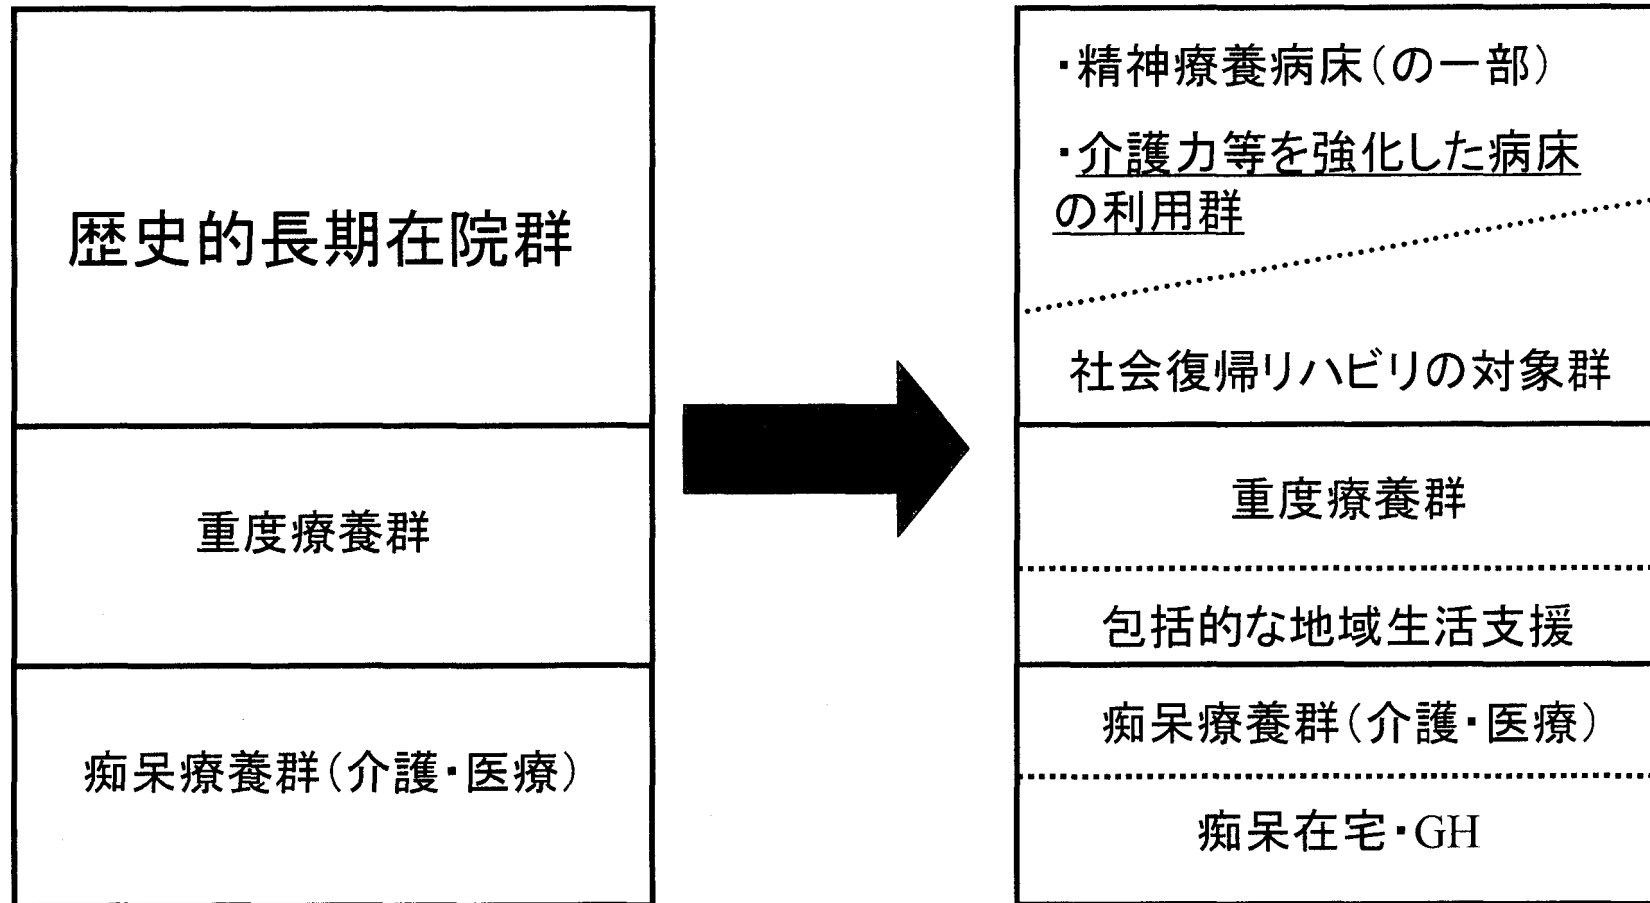 歴史的長期在院群
重度療養群
痴呆療養群(介護・医療)
・精神療養病床(の一部)
・介護力等を強化した病床
の利用群
社会復帰リハビリの対象群
重度療養群
包括的な地域生活支援
痴呆療養群(介護・医療)
痴呆在宅・GH